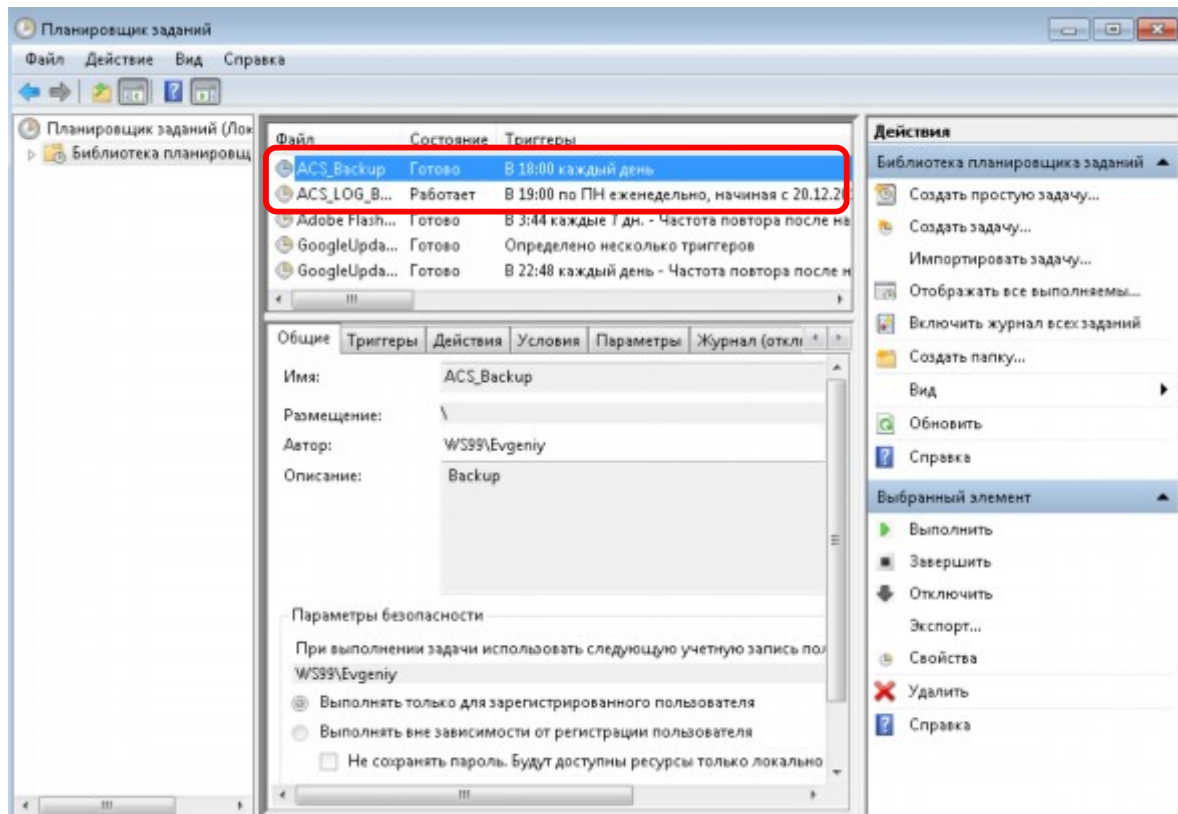 Планировщик заданий
Файл Действие Вид Справка
Планировщик заданий (Лок
Библиотека планировщ
Файл Состояние Триггеры
ACS_Backup Готово В 18:00 каждый день
ACS_LOG_B... Работает В 19:00 по ПН еженедельно, начиная с 20.12.20
Adobe Flash... Готово В 3:44 каждые 7 дн. - Частота повтора после на
GoogleUpda... Готово Определено несколько триггеров
GoogleUpda... Готово В 22:48 каждый день - Частота повтора после н
Общие Триггеры Действия Условия Параметры Журнал (откл
Имя: ACS_Backup
Размещение: \
Автор: WS99\Evgeniy
Описание: Backup
Параметры безопасности
При выполнении задачи использовать следующую учетную запись пол
WS99\Evgeniy
Выполнять только для зарегистрированного пользователя
Выполнять вне зависимости от регистрации пользователя
Не сохранять пароль. Будут доступны ресурсы только локально
Действия
Библиотека планировщика заданий
Создать простую задачу...
Создать задачу...
Импортировать задачу...
Отображать все выполняемы...
Включить журнал всех заданий
Создать папку...
Вид
Обновить
Справка
Выбранный элемент
Выполнить
Завершить
Отключить
Экспорт...
Свойства
Удалить
Справка